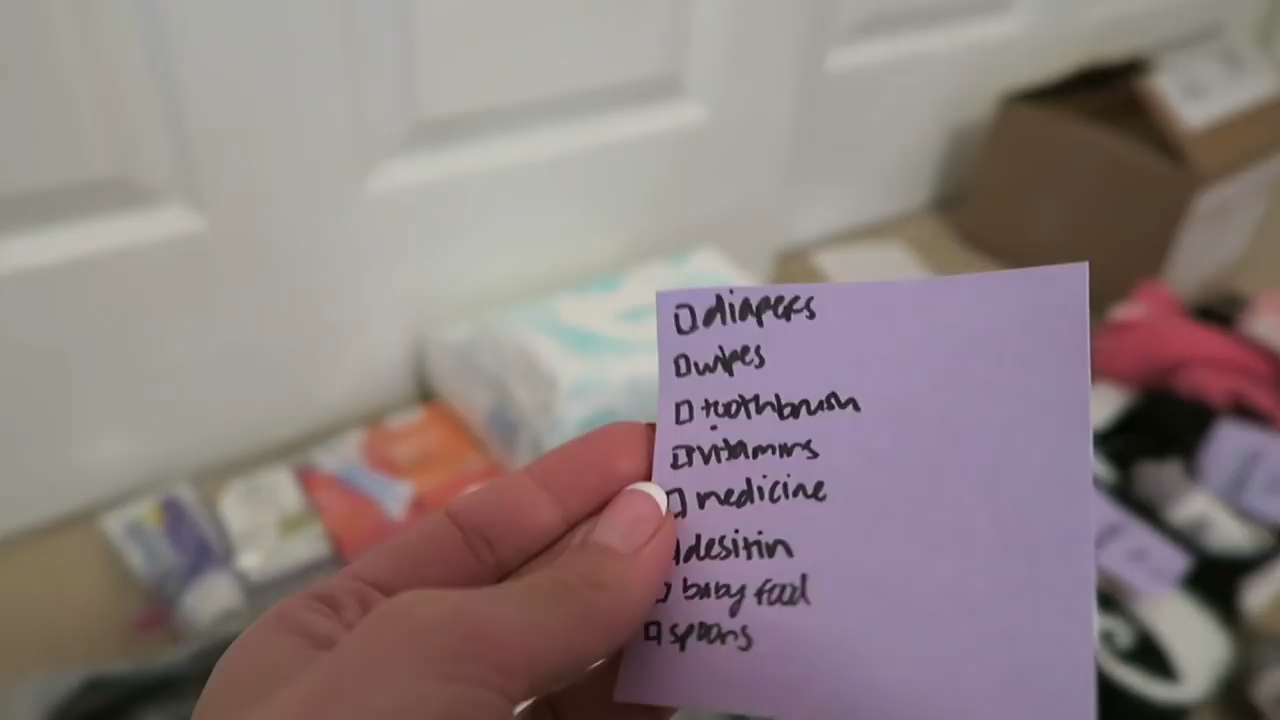 diapers
wipes
toothbrush
vitamins
medicine
desitin
baby food
spoons